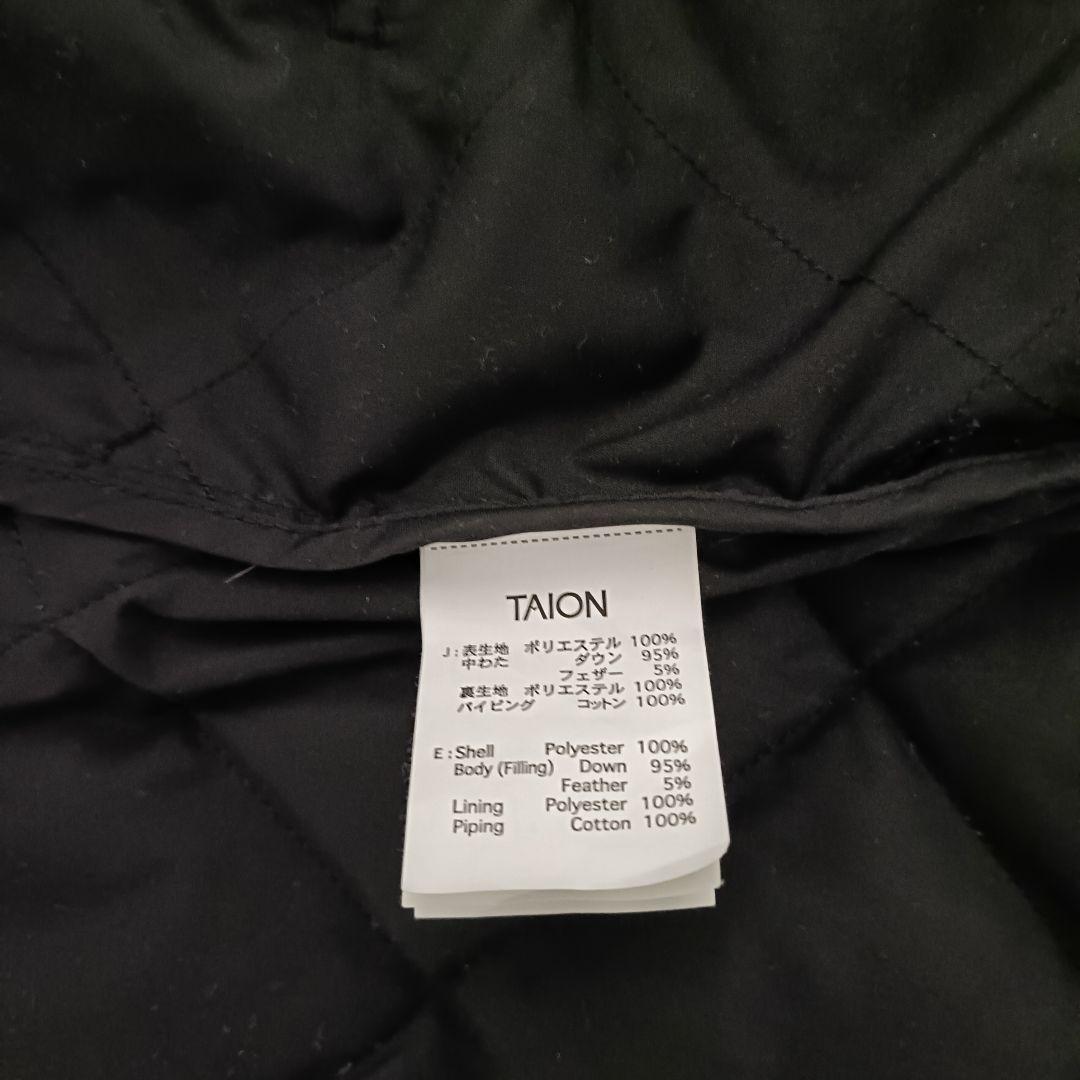 TAION
J：表生地 ポリエステル 100%
中わた ダウン 95%
フェザー 5%
裏生地 ポリエステル 100%
パイピング コットン 100%
E：Shell Polyester 100%
Body (Filling) Down 95%
Feather 5%
Lining Polyester 100%
Piping Cotton 100%